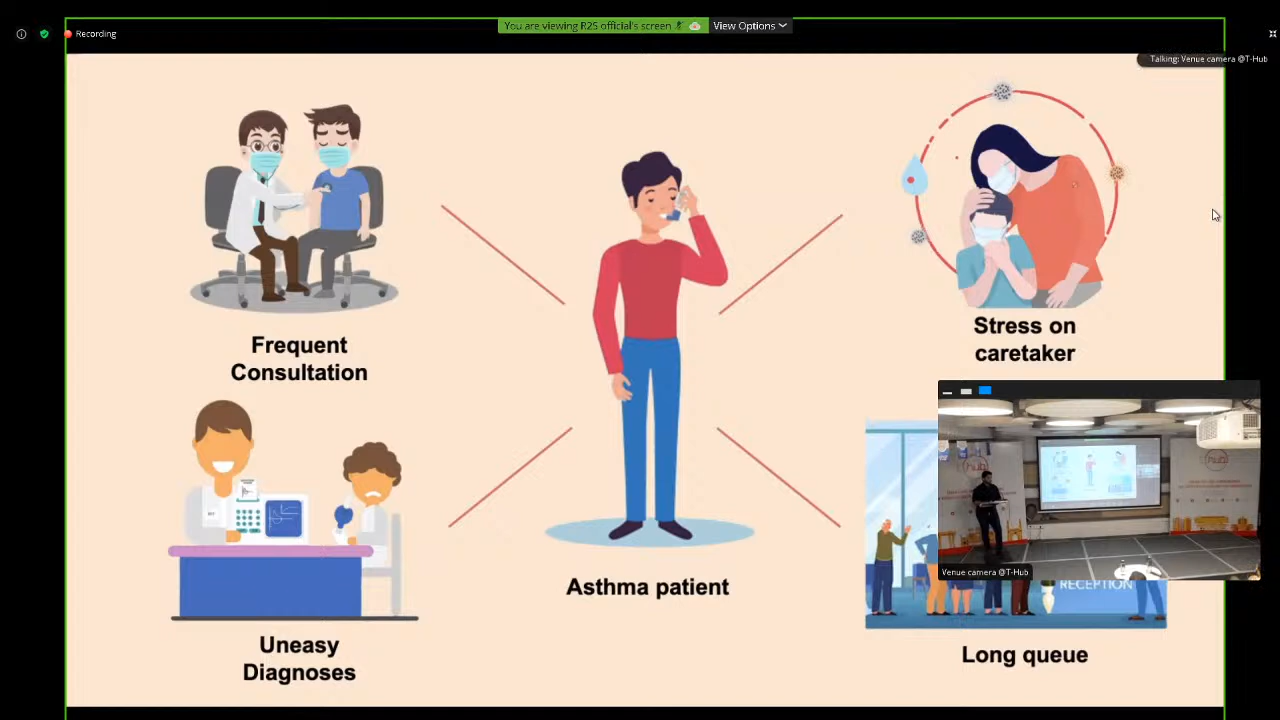 You are viewing R25 official's screen
View Options
Recording
Talking: Venue camera @T-Hub
Frequent
Consultation
Stress on
caretaker
Asthma patient
Uneasy
Diagnoses
hub
Venue camera @T-Hub
RECEPTION
Long queue